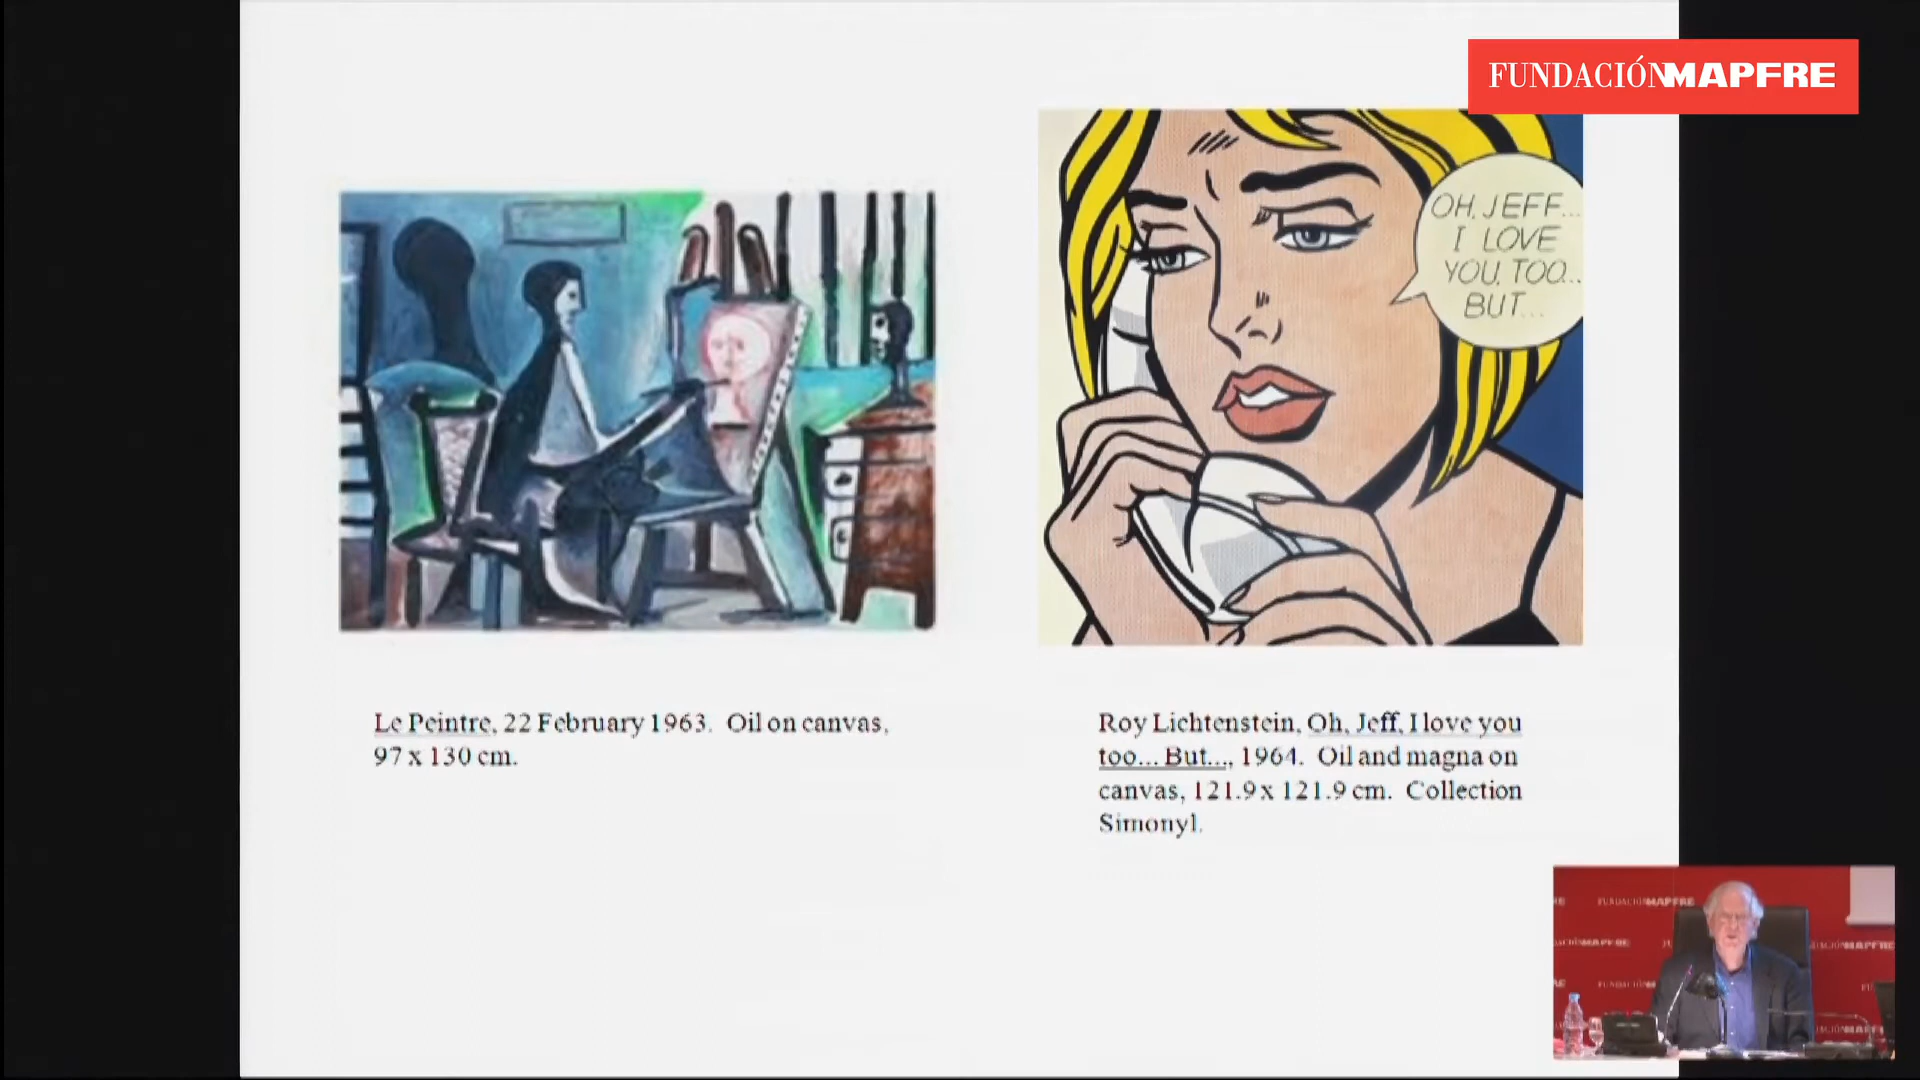 FUNDACIÓNMAPFRE
OH, JEFF...
I LOVE
YOU, TOO...
BUT...
Le Peintre, 22 February 1963. Oil on canvas,
97 x 130 cm.
Roy Lichtenstein, Oh, Jeff, I love you
too... But..., 1964. Oil and magna on
canvas, 121.9 x 121.9 cm. Collection
Simonyl.
FUNDACIÓNMAPFRE
MAPFRE